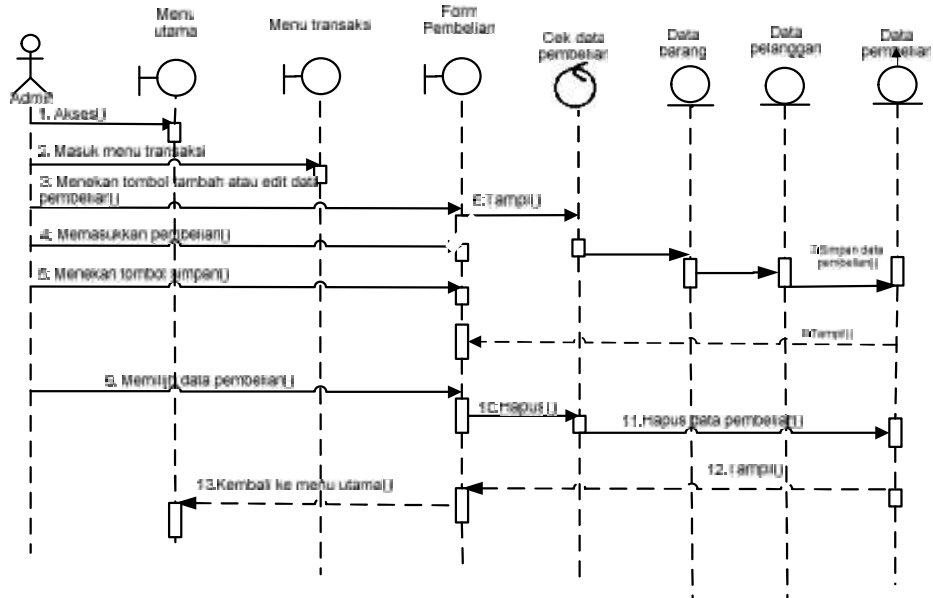 Menu
utama
Menu transaksi
Form
Pembelian
Cek data
pembelian
Data
barang
Data
pelanggan
Data
pembelian
Admin
1. Akses()
2. Masuk menu transaksi
3. Menekan tombol tambah atau edit data
pembelian()
6.Tampil()
4. Memasukkan pembelian()
7.Simpan data
pembelian()
5. Menekan tombol simpan()
8.Tampil()
9. Memilih data pembelian()
10.Hapus()
11.Hapus data pembelian()
12.Tampil()
13.Kembali ke menu utama()